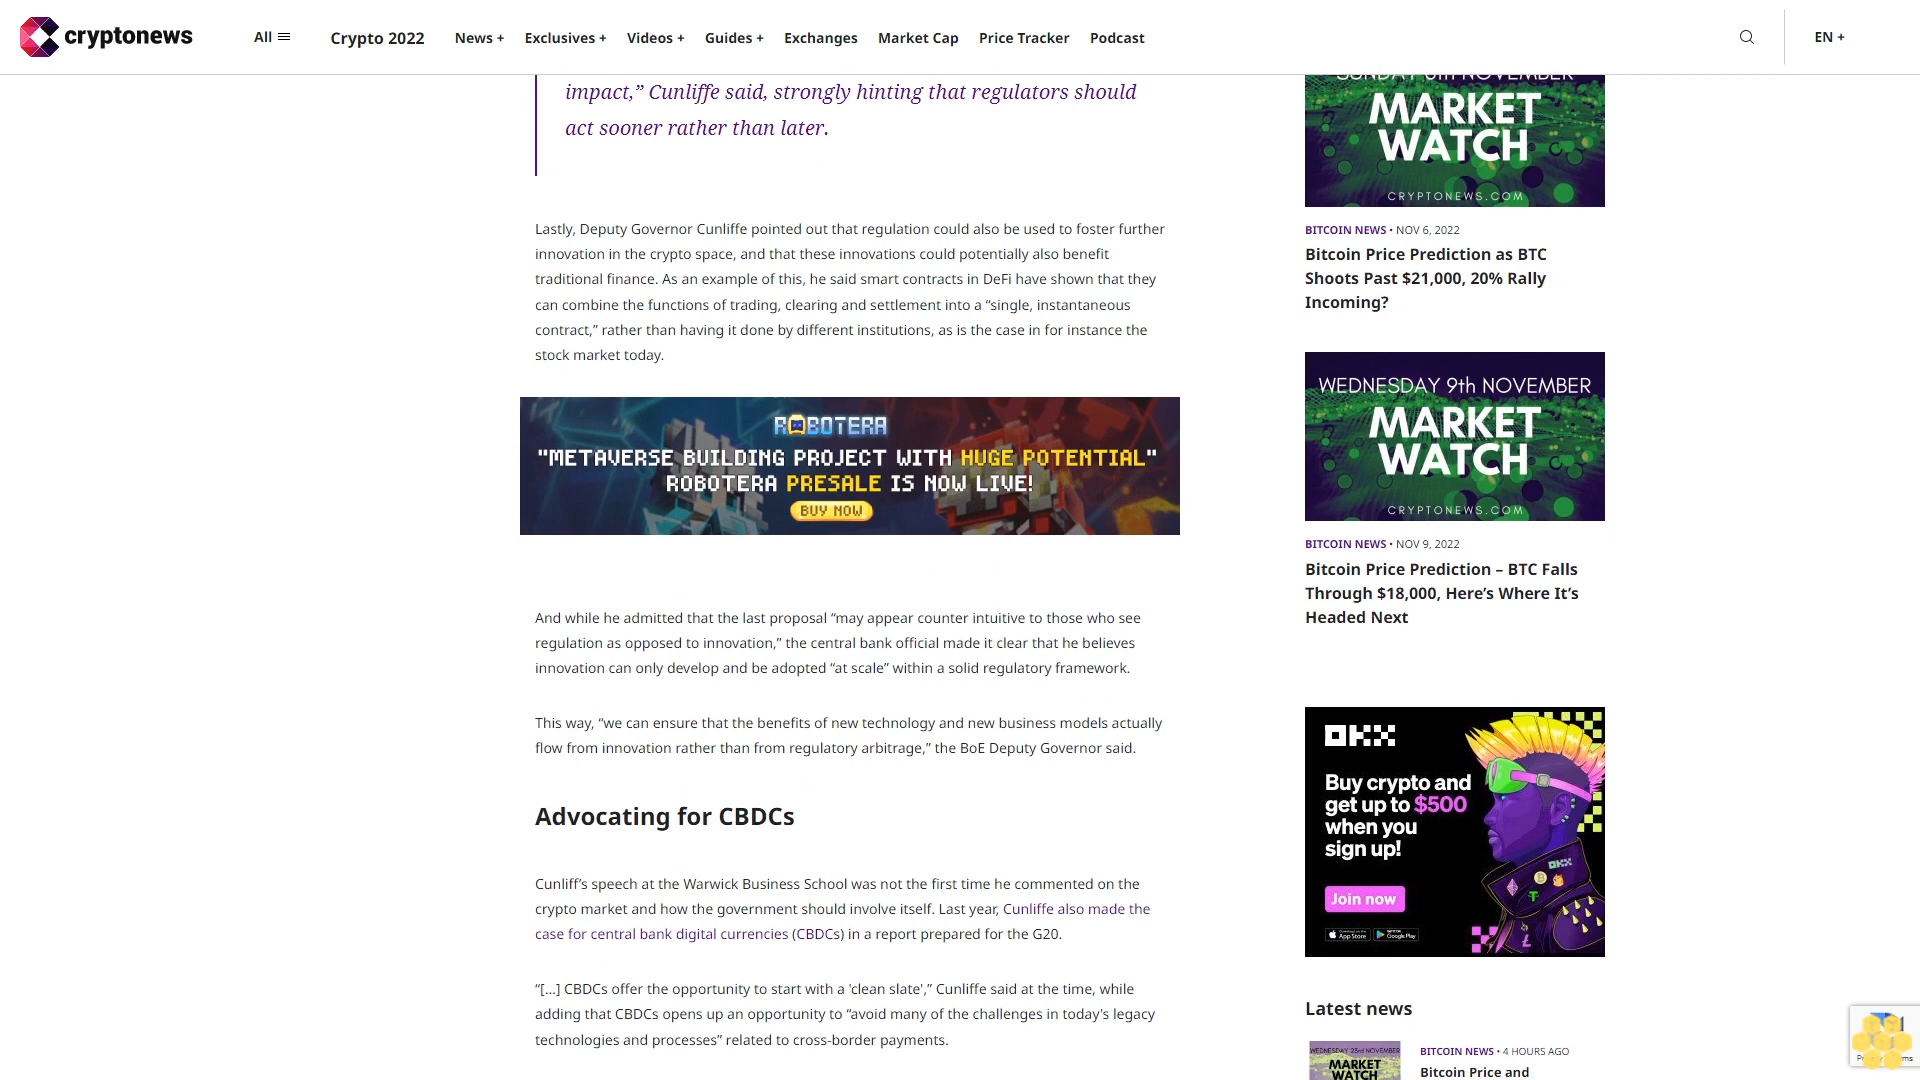 cryptonews
All
Crypto 2022
News +
Exclusives +
Videos +
Guides +
Exchanges
Market Cap
Price Tracker
Podcast
EN +
impact,” Cunliffe said, strongly hinting that regulators should
act sooner rather than later.
Lastly, Deputy Governor Cunliffe pointed out that regulation could also be used to foster further
innovation in the crypto space, and that these innovations could potentially also benefit
traditional finance. As an example of this, he said smart contracts in DeFi have shown that they
can combine the functions of trading, clearing and settlement into a “single, instantaneous
contract,” rather than having it done by different institutions, as is the case in for instance the
stock market today.
ROBOTERA
"METAVERSE BUILDING PROJECT WITH HUGE POTENTIAL"
ROBOTERA PRESALE IS NOW LIVE!
BUY NOW
And while he admitted that the last proposal “may appear counter intuitive to those who see
regulation as opposed to innovation,” the central bank official made it clear that he believes
innovation can only develop and be adopted “at scale” within a solid regulatory framework.
This way, “we can ensure that the benefits of new technology and new business models actually
flow from innovation rather than from regulatory arbitrage,” the BoE Deputy Governor said.
Advocating for CBDCs
Cunliff’s speech at the Warwick Business School was not the first time he commented on the
crypto market and how the government should involve itself. Last year, Cunliffe also made the
case for central bank digital currencies (CBDCs) in a report prepared for the G20.
“[…] CBDCs offer the opportunity to start with a 'clean slate',” Cunliffe said at the time, while
adding that CBDCs opens up an opportunity to “avoid many of the challenges in today's legacy
technologies and processes” related to cross-border payments.
SUNDAY 6th NOVEMBER
MARKET
WATCH
CRYPTONEWS.COM
BITCOIN NEWS • NOV 6, 2022
Bitcoin Price Prediction as BTC
Shoots Past $21,000, 20% Rally
Incoming?
WEDNESDAY 9th NOVEMBER
MARKET
WATCH
CRYPTONEWS.COM
BITCOIN NEWS • NOV 9, 2022
Bitcoin Price Prediction – BTC Falls
Through $18,000, Here’s Where It’s
Headed Next
OKX
Buy crypto and
get up to $500
when you
sign up!
Join now
App Store
Google Play
OKX
Latest news
WEDNESDAY 23rd NOVEMBER
MARKET
WATCH
BITCOIN NEWS • 4 HOURS AGO
Bitcoin Price and